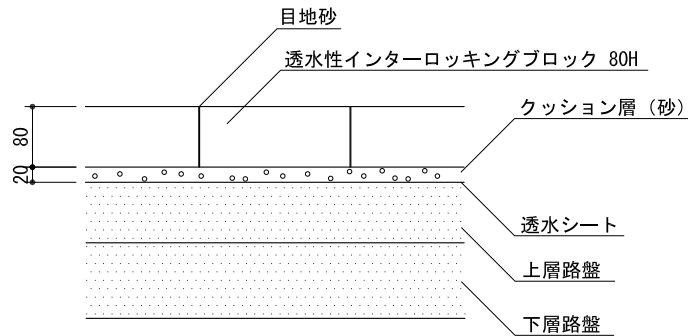 目地砂
透水性インターロッキングブロック 80H
クッション層（砂）
80
20
透水シート
上層路盤
下層路盤